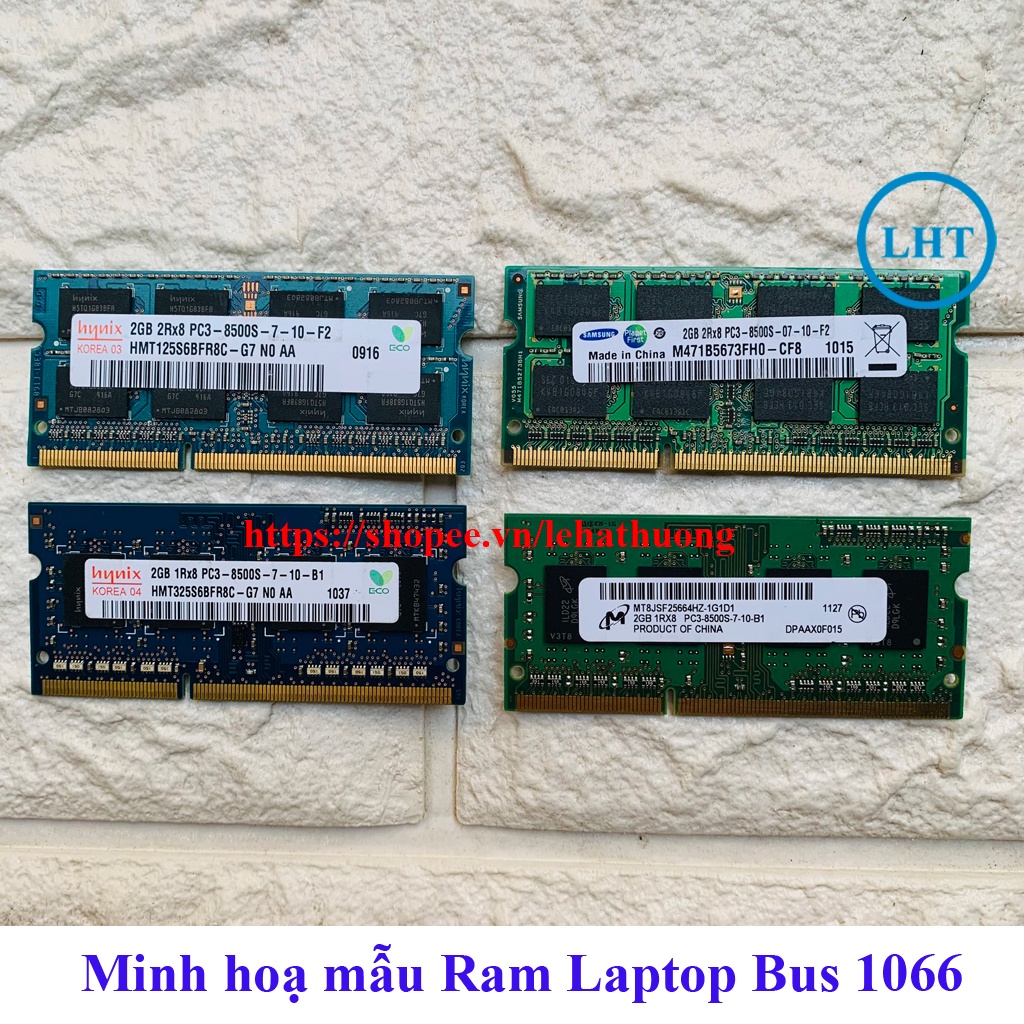 LHT
hynix
KOREA 03
2GB 2Rx8 PC3-8500S-7-10-F2
HMT125S6BFR8C-G7 N0 AA
0916
ECO
SAMSUNG
Planet First
2GB 2Rx8 PC3-8500S-07-10-F2
Made in China M471B5673FH0-CF8 1015
https://shopee.vn/lehathuong
hynix
KOREA 04
2GB 1Rx8 PC3-8500S-7-10-B1
HMT325S6BFR8C-G7 N0 AA
1037
ECO
MT8JSF25664HZ-1G1D1
1127
2GB 1RX8 PC3-8500S-7-10-B1
PRODUCT OF CHINA
DPAAX0F015
Minh hoạ mẫu Ram Laptop Bus 1066